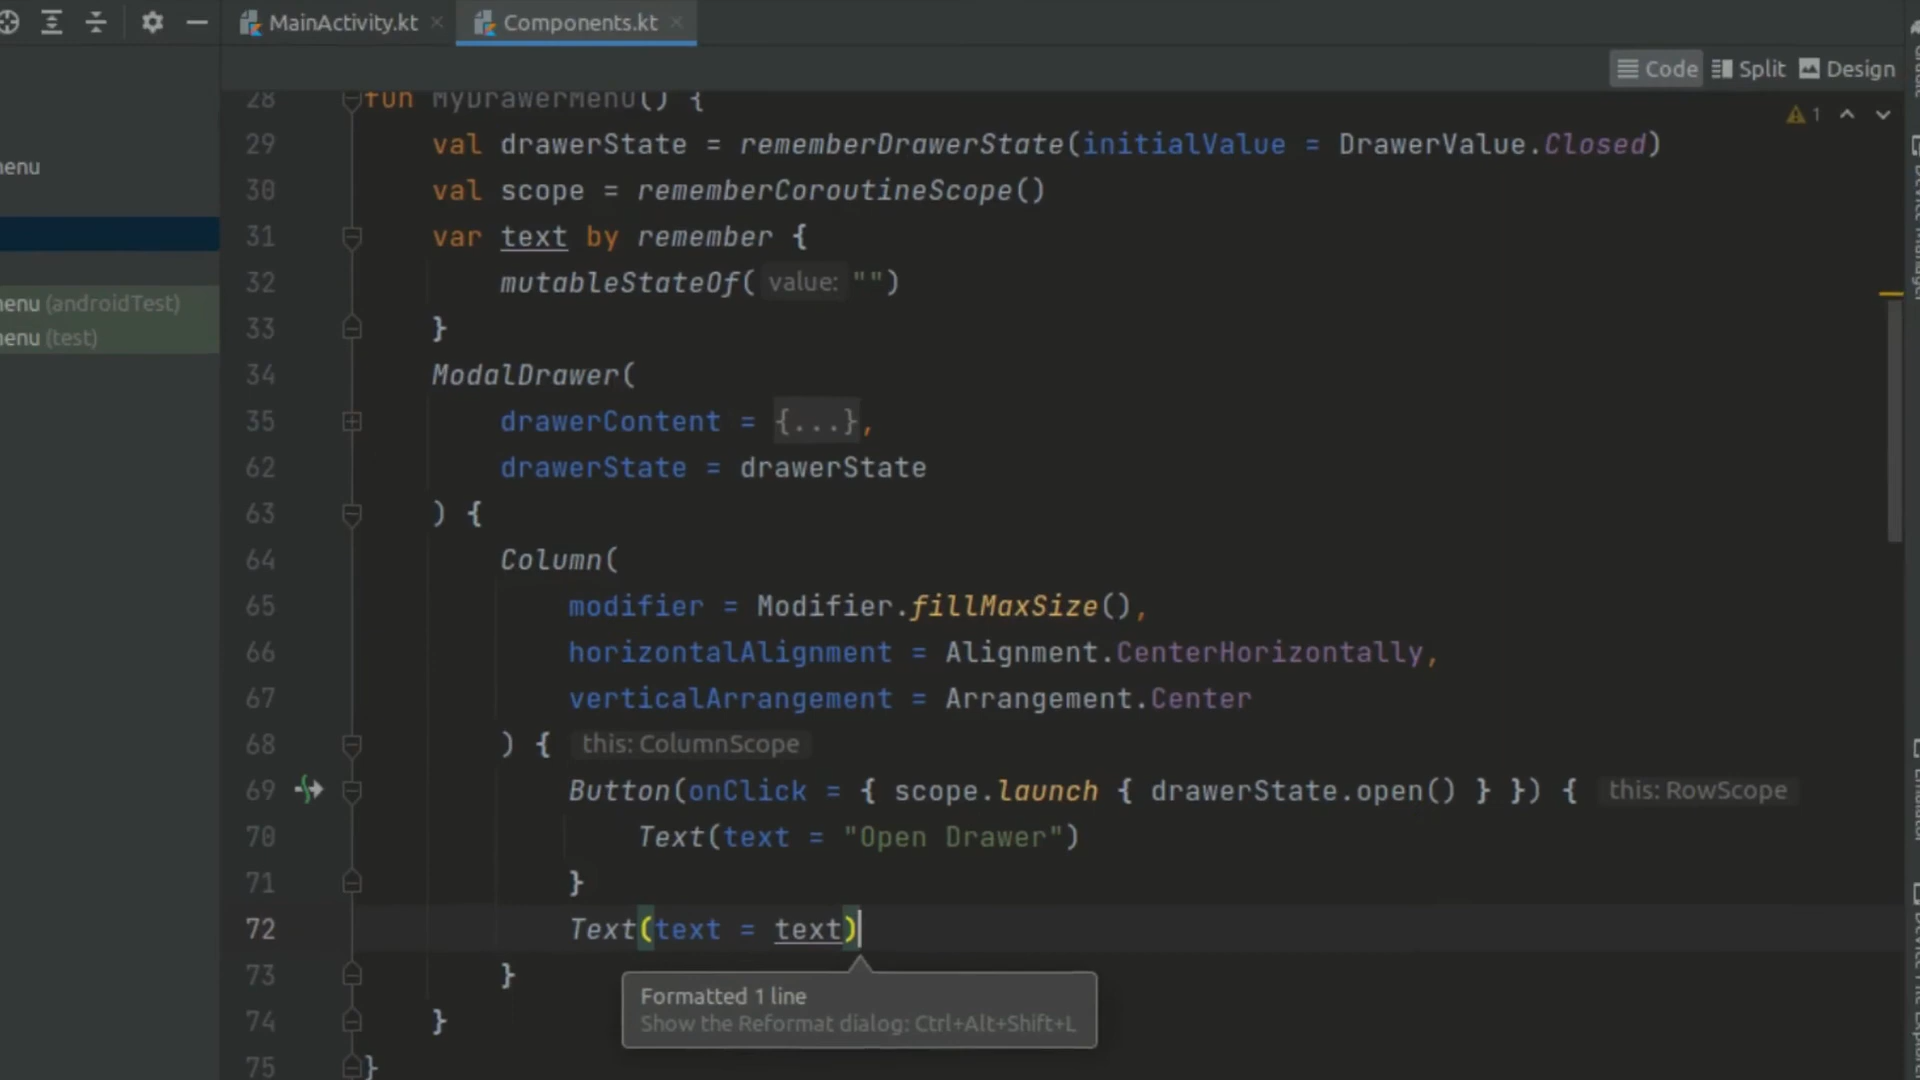 MainActivity.kt
Components.kt
Code
Split
Design
28 fun MyDrawerMenu() {
1
29 val drawerState = rememberDrawerState(initialValue = DrawerValue.Closed)
enu
30 val scope = rememberCoroutineScope()
31 var text by remember {
32 mutableStateOf( value: "")
enu (androidTest)
33 }
enu (test)
34 ModalDrawer(
35 drawerContent = {...},
62 drawerState = drawerState
63 ) {
64 Column(
65 modifier = Modifier.fillMaxSize(),
66 horizontalAlignment = Alignment.CenterHorizontally,
67 verticalArrangement = Arrangement.Center
68 ) { this: ColumnScope
69 Button(onClick = { scope.launch { drawerState.open() } }) { this: RowScope
70 Text(text = "Open Drawer")
71 }
72 Text(text = text)
73 }
Formatted 1 line
Show the Reformat dialog: Ctrl+Alt+Shift+L
74 }
75 }